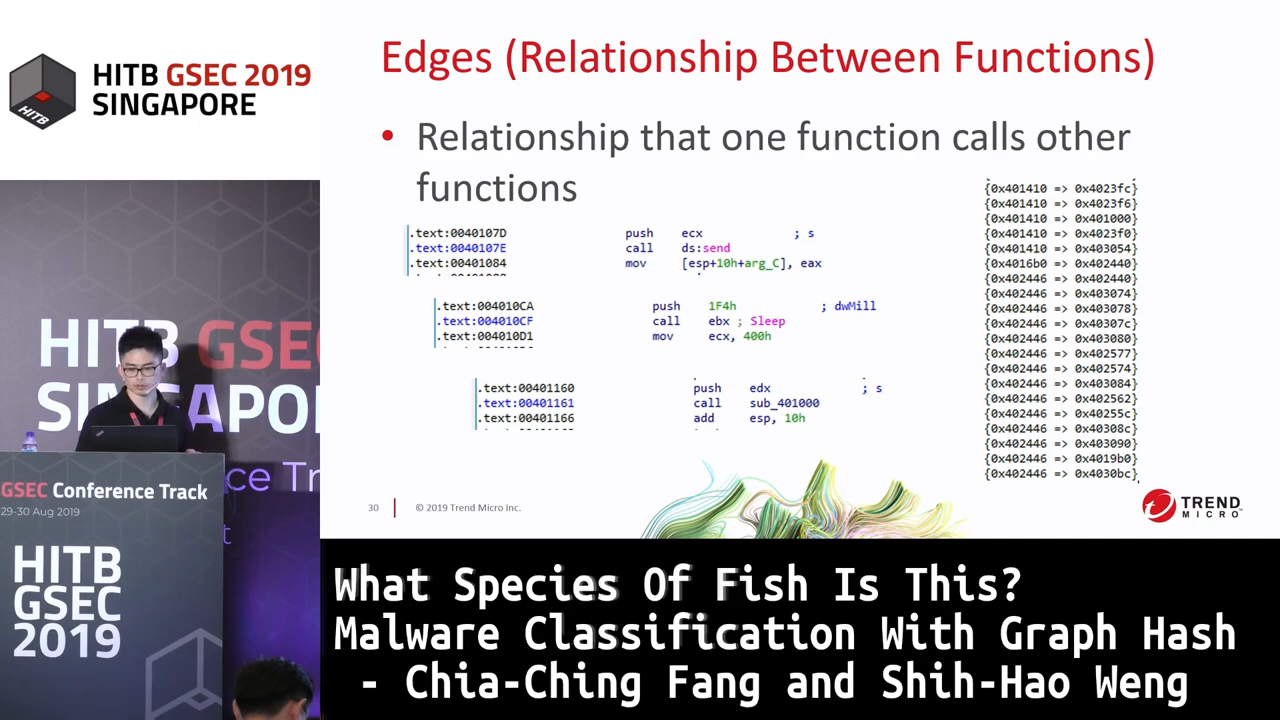 HITB GSEC 2019
SINGAPORE
HITB
Edges (Relationship Between Functions)
• Relationship that one function calls other
functions
.text:0040107D push ecx ; s
.text:0040107E call ds:send
.text:00401084 mov [esp+10h+arg_C], eax
.text:004010CA push 1F4h ; dwMill
.text:004010CF call ebx ; Sleep
.text:004010D1 mov ecx, 400h
.text:00401160 push edx ; s
.text:00401161 call sub_401000
.text:00401166 add esp, 10h
{0x401410 => 0x4023fc}
{0x401410 => 0x4023f6}
{0x401410 => 0x401000}
{0x401410 => 0x4023f0}
{0x401410 => 0x403054}
{0x4016b0 => 0x402440}
{0x402446 => 0x402440}
{0x402446 => 0x403074}
{0x402446 => 0x403078}
{0x402446 => 0x40307c}
{0x402446 => 0x403080}
{0x402446 => 0x402577}
{0x402446 => 0x402574}
{0x402446 => 0x403084}
{0x402446 => 0x402562}
{0x402446 => 0x40255c}
{0x402446 => 0x40308c}
{0x402446 => 0x403090}
{0x402446 => 0x4019b0}
{0x402446 => 0x4030bc}
30
© 2019 Trend Micro Inc.
TREND
MICRO
HITB GSEC
SINGAPO
ce Tr
GSEC Conference Track
29-30 Aug 2019
HITB
GSEC
2019
What Species Of Fish Is This?
Malware Classification With Graph Hash
- Chia-Ching Fang and Shih-Hao Weng